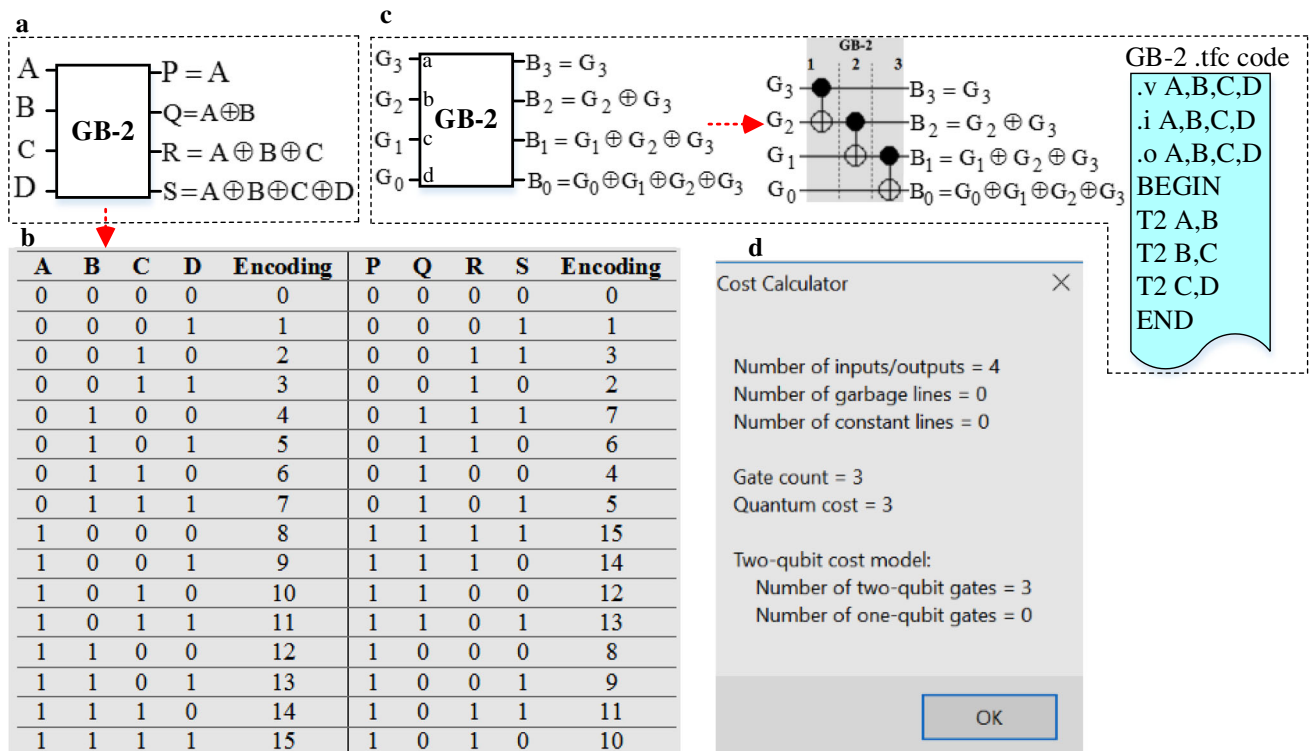 a
A
B
C
D
GB-2
P = A
Q=A⊕B
R = A⊕B⊕C
S=A⊕B⊕C⊕D
c
G3
G2
G1
G0
a
b
c
d
GB-2
B3 = G3
B2 = G2 ⊕ G3
B1 = G1 ⊕ G2 ⊕ G3
B0 =G0⊕G1⊕G2⊕G3
GB-2
1 2 3
G3
G2
G1
G0
B3 = G3
B2 = G2 ⊕ G3
B1 = G1 ⊕ G2 ⊕ G3
B0 =G0⊕G1⊕G2⊕G3
GB-2 .tfc code
.v A,B,C,D
.i A,B,C,D
.o A,B,C,D
BEGIN
T2 A,B
T2 B,C
T2 C,D
END
b
A B C D Encoding P Q R S Encoding
0 0 0 0 0 0 0 0 0 0
0 0 0 1 1 0 0 0 1 1
0 0 1 0 2 0 0 1 1 3
0 0 1 1 3 0 0 1 0 2
0 1 0 0 4 0 1 1 1 7
0 1 0 1 5 0 1 1 0 6
0 1 1 0 6 0 1 0 0 4
0 1 1 1 7 0 1 0 1 5
1 0 0 0 8 1 1 1 1 15
1 0 0 1 9 1 1 1 0 14
1 0 1 0 10 1 1 0 0 12
1 0 1 1 11 1 1 0 1 13
1 1 0 0 12 1 0 0 0 8
1 1 0 1 13 1 0 0 1 9
1 1 1 0 14 1 0 1 1 11
1 1 1 1 15 1 0 1 0 10
d
Cost Calculator
Number of inputs/outputs = 4
Number of garbage lines = 0
Number of constant lines = 0
Gate count = 3
Quantum cost = 3
Two-qubit cost model:
Number of two-qubit gates = 3
Number of one-qubit gates = 0
OK